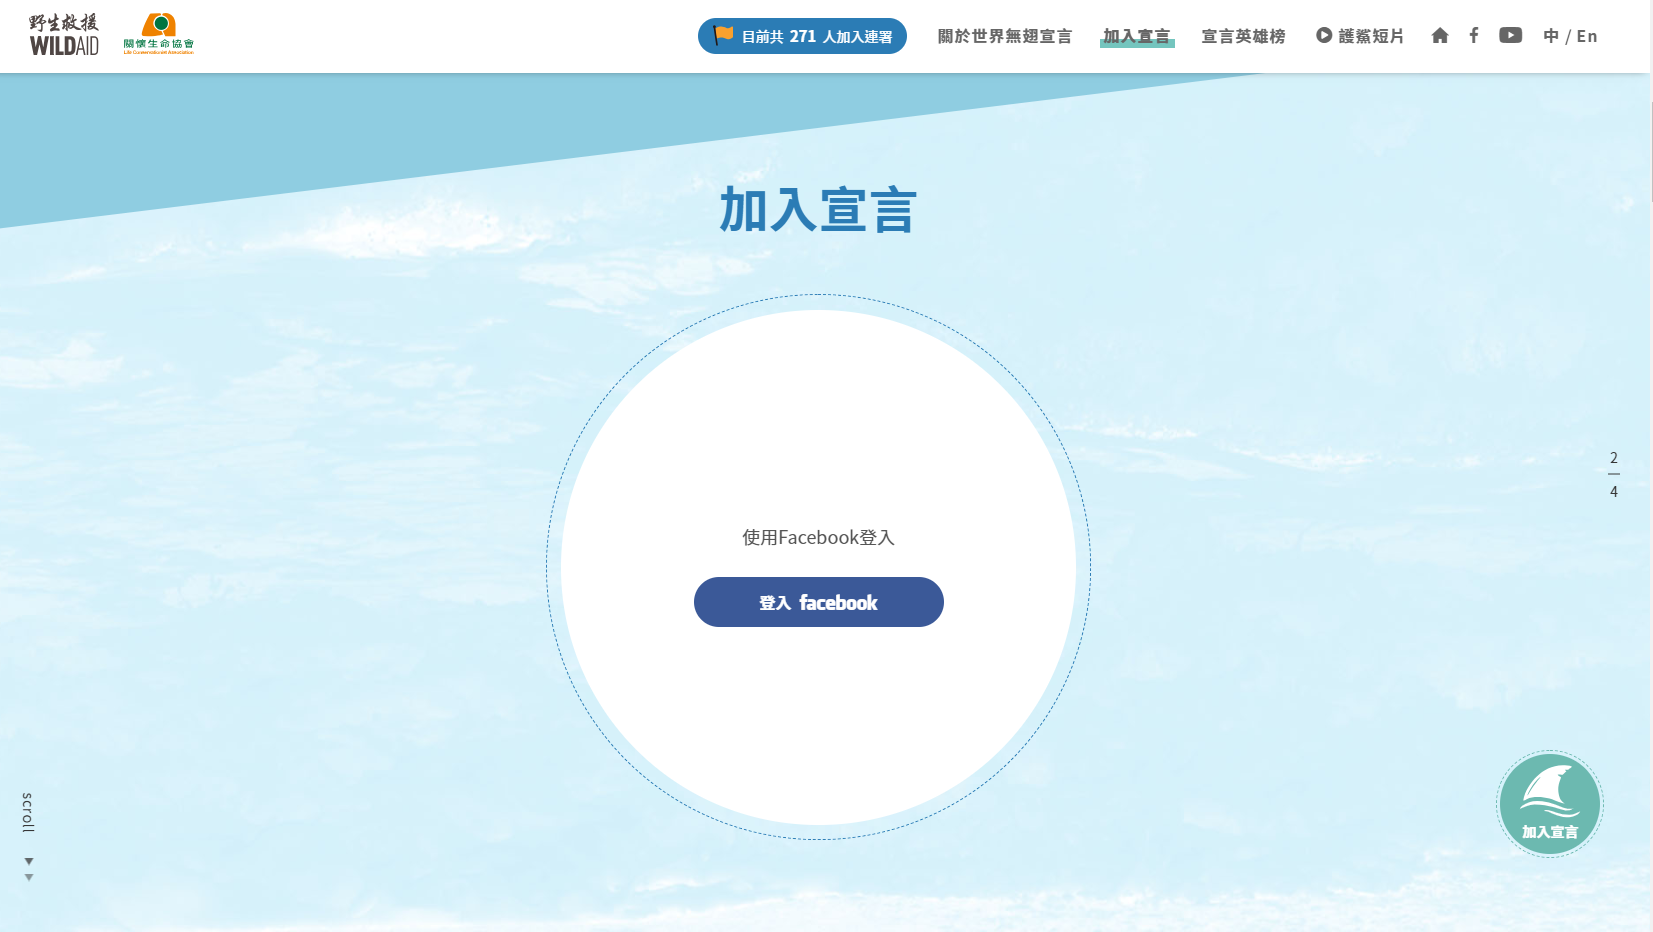 野生救援
WILDAID
關懷生命協會
Life Conservationist Association
目前共 271 人加入連署
關於世界無翅宣言
加入宣言
宣言英雄榜
護鯊短片
中 / En
加入宣言
使用Facebook登入
登入 facebook
2
4
scroll
加入宣言